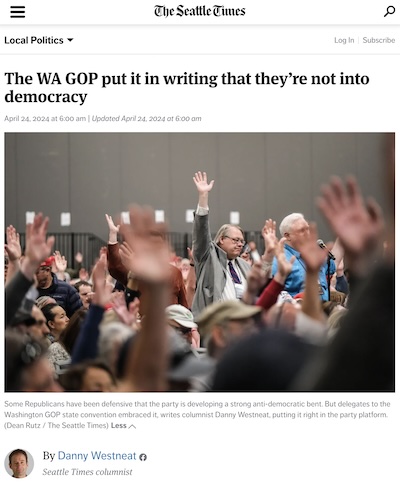 The Seattle Times
Local Politics
Log In | Subscribe
The WA GOP put it in writing that they’re not into
democracy
April 24, 2024 at 6:00 am | Updated April 24, 2024 at 6:00 am
Some Republicans have been defensive that the party is developing a strong anti-democratic bent. But delegates to the
Washington GOP state convention embraced it, writes columnist Danny Westneat, putting it right in the party platform.
(Dean Rutz / The Seattle Times) Less
By Danny Westneat
Seattle Times columnist